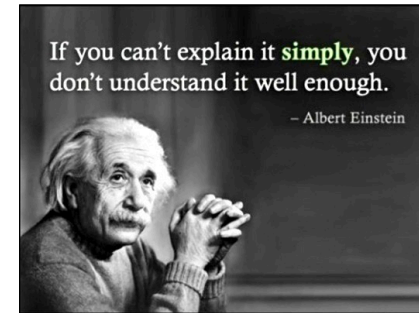 If you can't explain it simply, you
don't understand it well enough.
– Albert Einstein